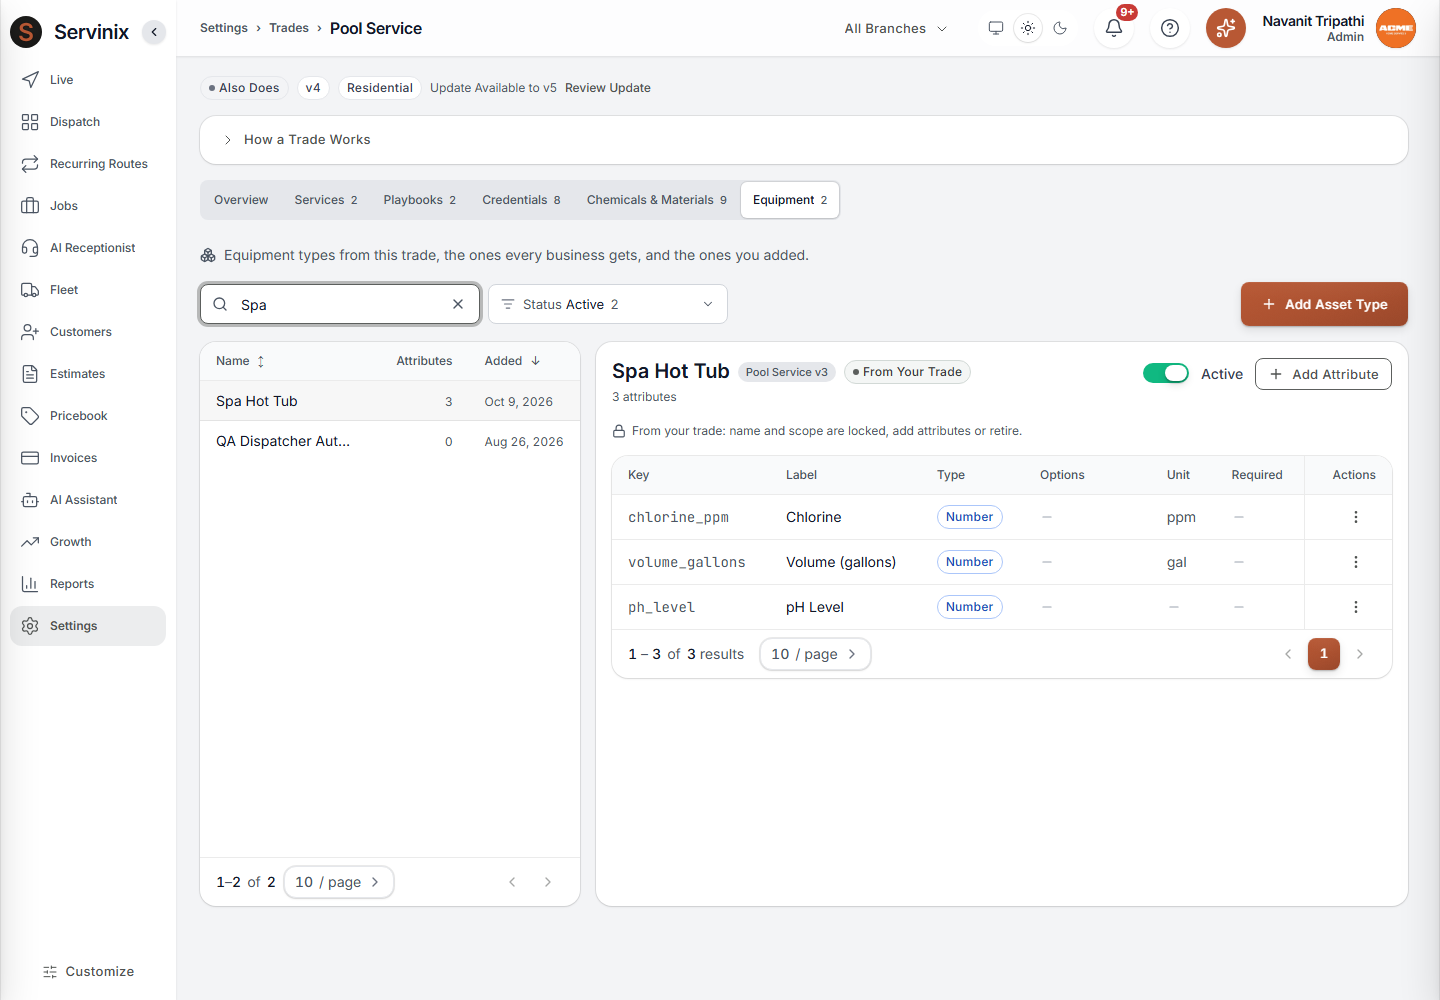 Servinix
Live
Dispatch
Recurring Routes
Jobs
AI Receptionist
Fleet
Customers
Estimates
Pricebook
Invoices
AI Assistant
Growth
Reports
Settings
Customize
Settings > Trades > Pool Service
All Branches
9+
Navanit Tripathi
Admin
ACME
Also Does v4 Residential Update Available to v5 Review Update
How a Trade Works
Overview Services 2 Playbooks 2 Credentials 8 Chemicals & Materials 9 Equipment 2
Equipment types from this trade, the ones every business gets, and the ones you added.
Spa
Status Active 2
+ Add Asset Type
Name Attributes Added
Spa Hot Tub 3 Oct 9, 2026
QA Dispatcher Aut... 0 Aug 26, 2026
1–2 of 2 10 / page
Spa Hot Tub Pool Service v3 From Your Trade
3 attributes
Active
+ Add Attribute
From your trade: name and scope are locked, add attributes or retire.
Key Label Type Options Unit Required Actions
chlorine_ppm Chlorine Number — ppm —
volume_gallons Volume (gallons) Number — gal —
ph_level pH Level Number — — —
1 – 3 of 3 results 10 / page 1